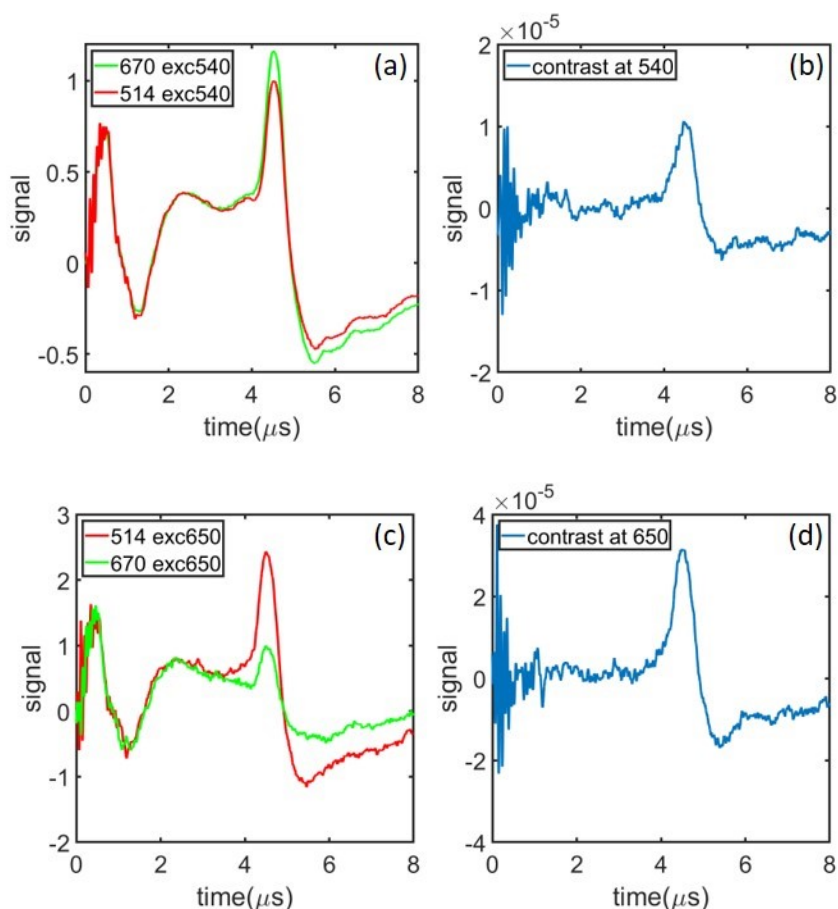 670 exc540
514 exc540
(a)
1
0.5
0
-0.5
signal
0
2
4
6
8
time(μs)
×10⁻⁵
contrast at 540
(b)
2
1
0
-1
-2
signal
0
2
4
6
8
time(μs)
514 exc650
670 exc650
(c)
3
2
1
0
-1
-2
signal
0
2
4
6
8
time(μs)
×10⁻⁵
contrast at 650
(d)
4
2
0
-2
-4
signal
0
2
4
6
8
time(μs)